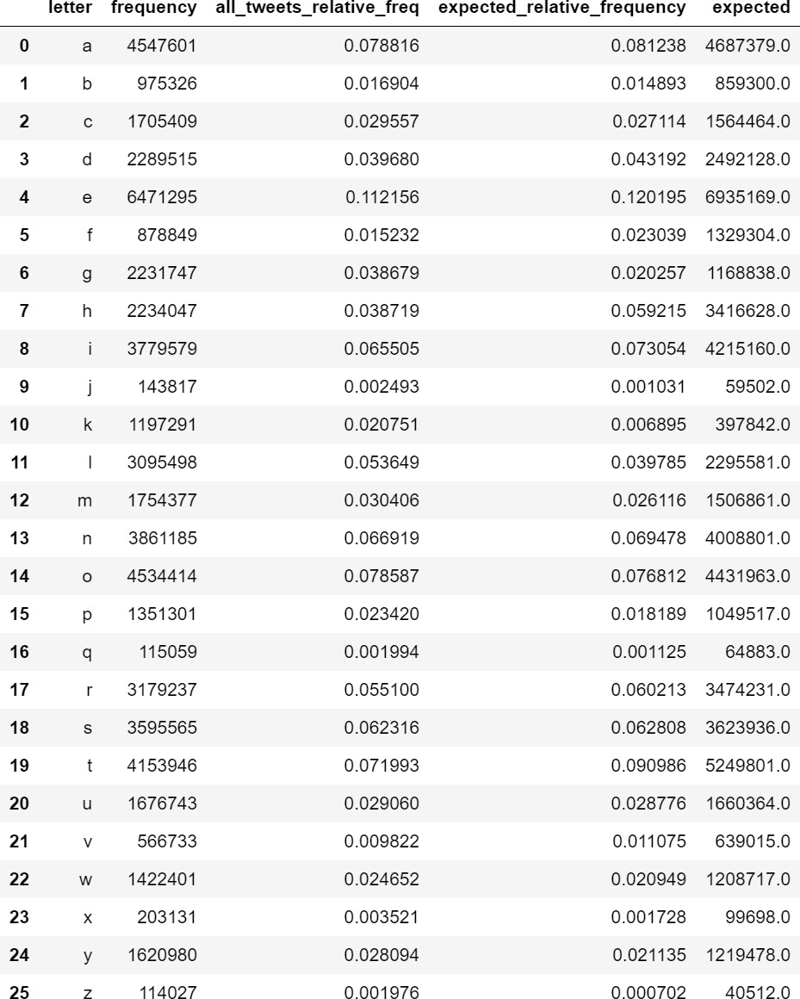 letter frequency all_tweets_relative_freq expected_relative_frequency expected
0 a 4547601 0.078816 0.081238 4687379.0
1 b 975326 0.016904 0.014893 859300.0
2 c 1705409 0.029557 0.027114 1564464.0
3 d 2289515 0.039680 0.043192 2492128.0
4 e 6471295 0.112156 0.120195 6935169.0
5 f 878849 0.015232 0.023039 1329304.0
6 g 2231747 0.038679 0.020257 1168838.0
7 h 2234047 0.038719 0.059215 3416628.0
8 i 3779579 0.065505 0.073054 4215160.0
9 j 143817 0.002493 0.001031 59502.0
10 k 1197291 0.020751 0.006895 397842.0
11 l 3095498 0.053649 0.039785 2295581.0
12 m 1754377 0.030406 0.026116 1506861.0
13 n 3861185 0.066919 0.069478 4008801.0
14 o 4534414 0.078587 0.076812 4431963.0
15 p 1351301 0.023420 0.018189 1049517.0
16 q 115059 0.001994 0.001125 64883.0
17 r 3179237 0.055100 0.060213 3474231.0
18 s 3595565 0.062316 0.062808 3623936.0
19 t 4153946 0.071993 0.090986 5249801.0
20 u 1676743 0.029060 0.028776 1660364.0
21 v 566733 0.009822 0.011075 639015.0
22 w 1422401 0.024652 0.020949 1208717.0
23 x 203131 0.003521 0.001728 99698.0
24 y 1620980 0.028094 0.021135 1219478.0
25 z 114027 0.001976 0.000702 40512.0